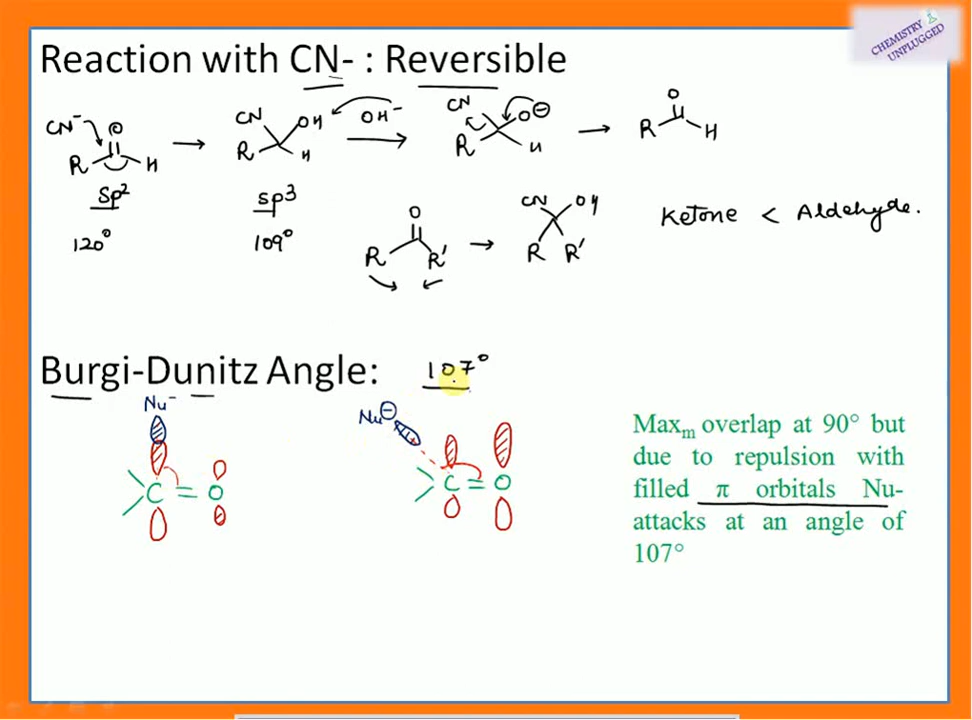 CHEMISTRY
UNPLUGGED
Reaction with CN- : Reversible
CN⁻ O R H → CN OH R H OH⁻ → CN O⊖ R H → O R H
Sp² sp³
120° 109°
O R R' → CN OH R R' Ketone < Aldehyde.
Burgi-Dunitz Angle: 107°
Nu⁻ C = O
Nu⊖ C = O
Maxₘ overlap at 90° but
due to repulsion with
filled π orbitals Nu-
attacks at an angle of
107°